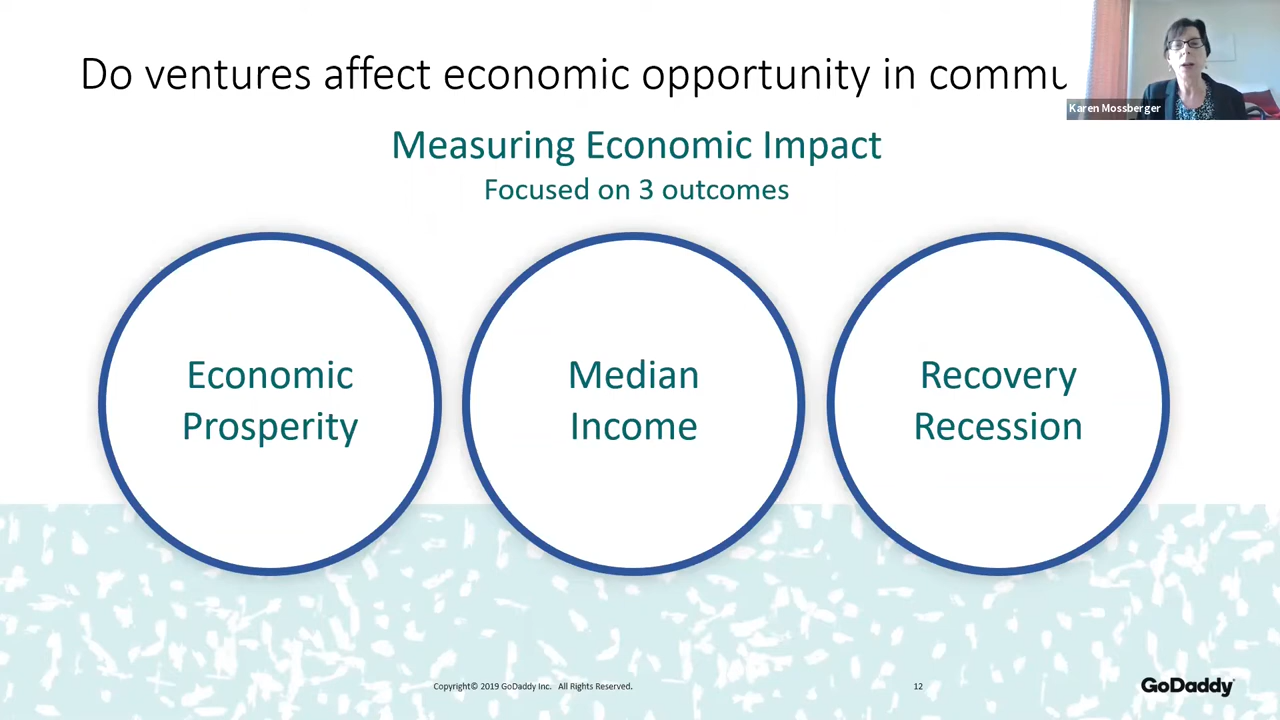 Do ventures affect economic opportunity in commu
Karen Mossberger
Measuring Economic Impact
Focused on 3 outcomes
Economic
Prosperity
Median
Income
Recovery
Recession
Copyright© 2019 GoDaddy Inc. All Rights Reserved.
12
GoDaddy